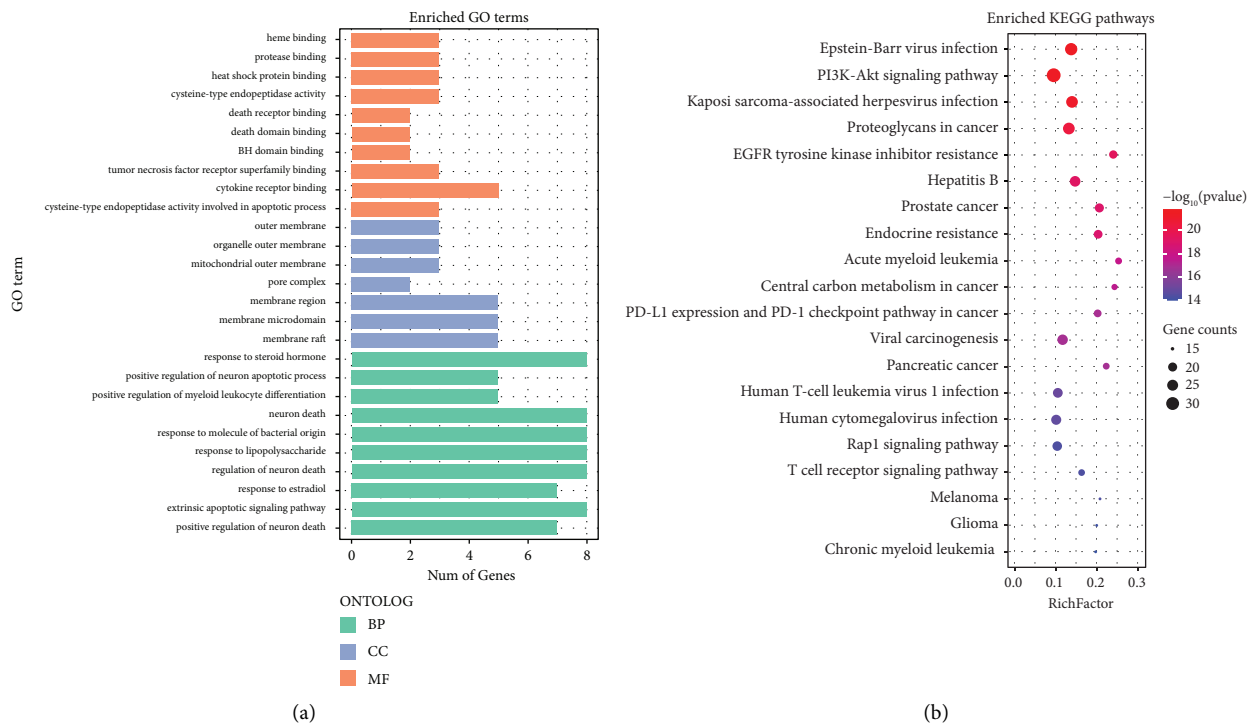 Enriched GO terms
GO term
heme binding
protease binding
heat shock protein binding
cysteine-type endopeptidase activity
death receptor binding
death domain binding
BH domain binding
tumor necrosis factor receptor superfamily binding
cytokine receptor binding
cysteine-type endopeptidase activity involved in apoptotic process
outer membrane
organelle outer membrane
mitochondrial outer membrane
pore complex
membrane region
membrane microdomain
membrane raft
response to steroid hormone
positive regulation of neuron apoptotic process
positive regulation of myeloid leukocyte differentiation
neuron death
response to molecule of bacterial origin
response to lipopolysaccharide
regulation of neuron death
response to estradiol
extrinsic apoptotic signaling pathway
positive regulation of neuron death
0 2 4 6 8
Num of Genes
ONTOLOG
BP
CC
MF
(a)
Enriched KEGG pathways
Epstein-Barr virus infection
PI3K-Akt signaling pathway
Kaposi sarcoma-associated herpesvirus infection
Proteoglycans in cancer
EGFR tyrosine kinase inhibitor resistance
Hepatitis B
Prostate cancer
Endocrine resistance
Acute myeloid leukemia
Central carbon metabolism in cancer
PD-L1 expression and PD-1 checkpoint pathway in cancer
Viral carcinogenesis
Pancreatic cancer
Human T-cell leukemia virus 1 infection
Human cytomegalovirus infection
Rap1 signaling pathway
T cell receptor signaling pathway
Melanoma
Glioma
Chronic myeloid leukemia
0.0 0.1 0.2 0.3
RichFactor
−log₁₀(pvalue)
20
18
16
14
Gene counts
15
20
25
30
(b)